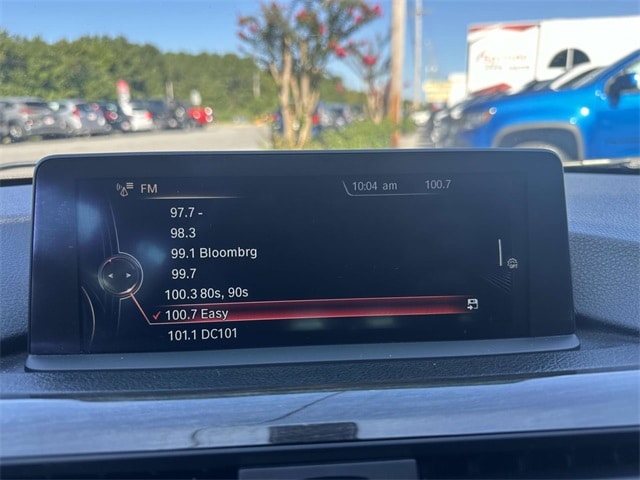 FM
10:04 am 100.7
97.7 -
98.3
99.1 Bloombrg
99.7
100.3 80s, 90s
✓ 100.7 Easy
101.1 DC101
OPT